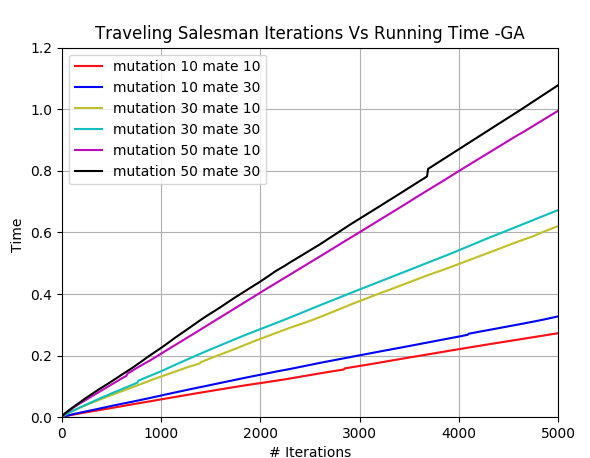 Traveling Salesman Iterations Vs Running Time -GA
1.2
1.0
0.8
0.6
0.4
0.2
0.0
Time
mutation 10 mate 10
mutation 10 mate 30
mutation 30 mate 10
mutation 30 mate 30
mutation 50 mate 10
mutation 50 mate 30
0 1000 2000 3000 4000 5000
# Iterations